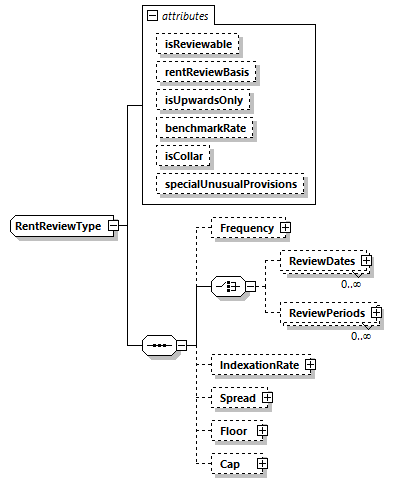 attributes
isReviewable
rentReviewBasis
isUpwardsOnly
benchmarkRate
isCollar
specialUnusualProvisions
RentReviewType
Frequency
ReviewDates
0..∞
ReviewPeriods
0..∞
IndexationRate
Spread
Floor
Cap